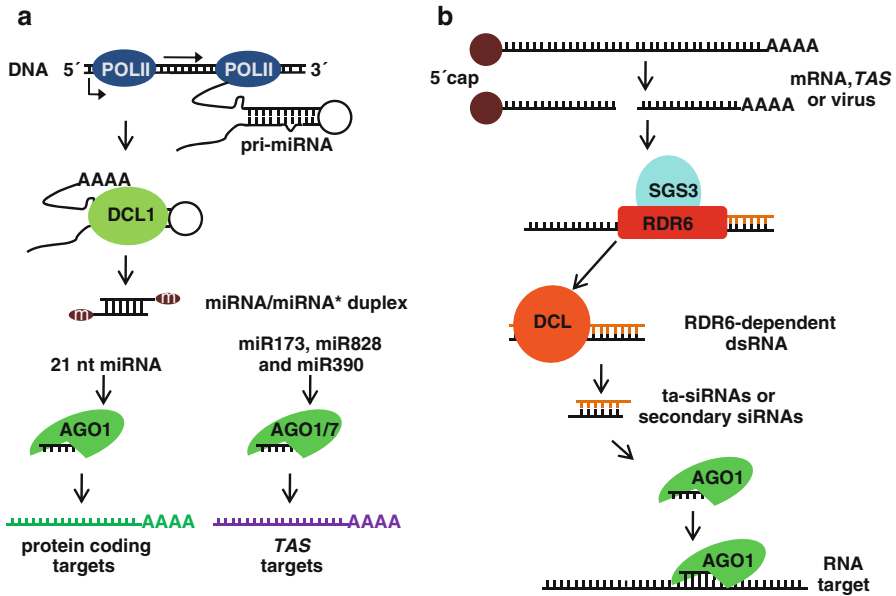 a
DNA 5´ POLII POLII 3´
pri-miRNA
AAAA
DCL1
m
m
miRNA/miRNA* duplex
21 nt miRNA
miR173, miR828
and miR390
AGO1
AGO1/7
AAAA
AAAA
protein coding
targets
TAS
targets
b
AAAA
5´cap
mRNA, TAS
or virus
AAAA
SGS3
RDR6
DCL
RDR6-dependent
dsRNA
ta-siRNAs or
secondary siRNAs
AGO1
AGO1
RNA
target